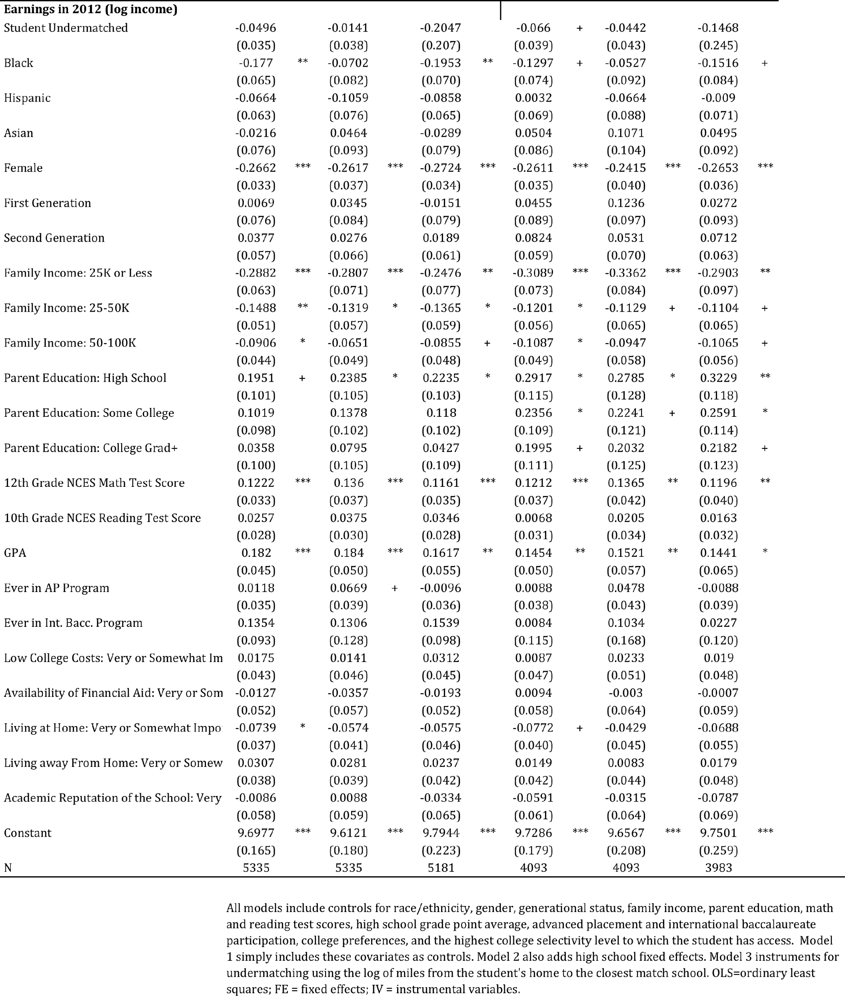 Earnings in 2012 (log income)
Student Undermatched -0.0496 -0.0141 -0.2047 -0.066 + -0.0442 -0.1468
(0.035) (0.038) (0.207) (0.039) (0.043) (0.245)
Black -0.177 ** -0.0702 -0.1953 ** -0.1297 + -0.0527 -0.1516 +
(0.065) (0.082) (0.070) (0.074) (0.092) (0.084)
Hispanic -0.0664 -0.1059 -0.0858 0.0032 -0.0664 -0.009
(0.063) (0.076) (0.065) (0.069) (0.088) (0.071)
Asian -0.0216 0.0464 -0.0289 0.0504 0.1071 0.0495
(0.076) (0.093) (0.079) (0.086) (0.104) (0.092)
Female -0.2662 *** -0.2617 *** -0.2724 *** -0.2611 *** -0.2415 *** -0.2653 ***
(0.033) (0.037) (0.034) (0.035) (0.040) (0.036)
First Generation 0.0069 0.0345 -0.0151 0.0455 0.1236 0.0272
(0.076) (0.084) (0.079) (0.089) (0.097) (0.093)
Second Generation 0.0377 0.0276 0.0189 0.0824 0.0531 0.0712
(0.057) (0.066) (0.061) (0.059) (0.070) (0.063)
Family Income: 25K or Less -0.2882 *** -0.2807 *** -0.2476 ** -0.3089 *** -0.3362 *** -0.2903 **
(0.063) (0.071) (0.077) (0.073) (0.084) (0.097)
Family Income: 25-50K -0.1488 ** -0.1319 * -0.1365 * -0.1201 * -0.1129 + -0.1104 +
(0.051) (0.057) (0.059) (0.056) (0.065) (0.065)
Family Income: 50-100K -0.0906 * -0.0651 -0.0855 + -0.1087 * -0.0947 -0.1065 +
(0.044) (0.049) (0.048) (0.049) (0.058) (0.056)
Parent Education: High School 0.1951 + 0.2385 * 0.2235 * 0.2917 * 0.2785 * 0.3229 **
(0.101) (0.105) (0.103) (0.115) (0.128) (0.118)
Parent Education: Some College 0.1019 0.1378 0.118 0.2356 * 0.2241 + 0.2591 *
(0.098) (0.102) (0.102) (0.109) (0.121) (0.114)
Parent Education: College Grad+ 0.0358 0.0795 0.0427 0.1995 + 0.2032 0.2182 +
(0.100) (0.105) (0.109) (0.111) (0.125) (0.123)
12th Grade NCES Math Test Score 0.1222 *** 0.136 *** 0.1161 *** 0.1212 *** 0.1365 ** 0.1196 **
(0.033) (0.037) (0.035) (0.037) (0.042) (0.040)
10th Grade NCES Reading Test Score 0.0257 0.0375 0.0346 0.0068 0.0205 0.0163
(0.028) (0.030) (0.028) (0.031) (0.034) (0.032)
GPA 0.182 *** 0.184 *** 0.1617 ** 0.1454 ** 0.1521 ** 0.1441 *
(0.045) (0.050) (0.055) (0.050) (0.057) (0.065)
Ever in AP Program 0.0118 0.0669 + -0.0096 0.0088 0.0478 -0.0088
(0.035) (0.039) (0.036) (0.038) (0.043) (0.039)
Ever in Int. Bacc. Program 0.1354 0.1306 0.1539 0.0084 0.1034 0.0227
(0.093) (0.128) (0.098) (0.115) (0.168) (0.120)
Low College Costs: Very or Somewhat Im 0.0175 0.0141 0.0312 0.0087 0.0233 0.019
(0.043) (0.046) (0.045) (0.047) (0.051) (0.048)
Availability of Financial Aid: Very or Som -0.0127 -0.0357 -0.0193 0.0094 -0.003 -0.0007
(0.052) (0.057) (0.052) (0.058) (0.064) (0.059)
Living at Home: Very or Somewhat Impo -0.0739 * -0.0574 -0.0575 -0.0772 + -0.0429 -0.0688
(0.037) (0.041) (0.046) (0.040) (0.045) (0.055)
Living away From Home: Very or Somew 0.0307 0.0281 0.0237 0.0149 0.0083 0.0179
(0.038) (0.039) (0.042) (0.042) (0.044) (0.048)
Academic Reputation of the School: Very -0.0086 0.0088 -0.0334 -0.0591 -0.0315 -0.0787
(0.058) (0.059) (0.065) (0.061) (0.064) (0.069)
Constant 9.6977 *** 9.6121 *** 9.7944 *** 9.7286 *** 9.6567 *** 9.7501 ***
(0.165) (0.180) (0.223) (0.179) (0.208) (0.259)
N 5335 5335 5181 4093 4093 3983
All models include controls for race/ethnicity, gender, generational status, family income, parent education, math
and reading test scores, high school grade point average, advanced placement and international baccalaureate
participation, college preferences, and the highest college selectivity level to which the student has access. Model
1 simply includes these covariates as controls. Model 2 also adds high school fixed effects. Model 3 instruments for
undermatching using the log of miles from the student's home to the closest match school. OLS=ordinary least
squares; FE = fixed effects; IV = instrumental variables.